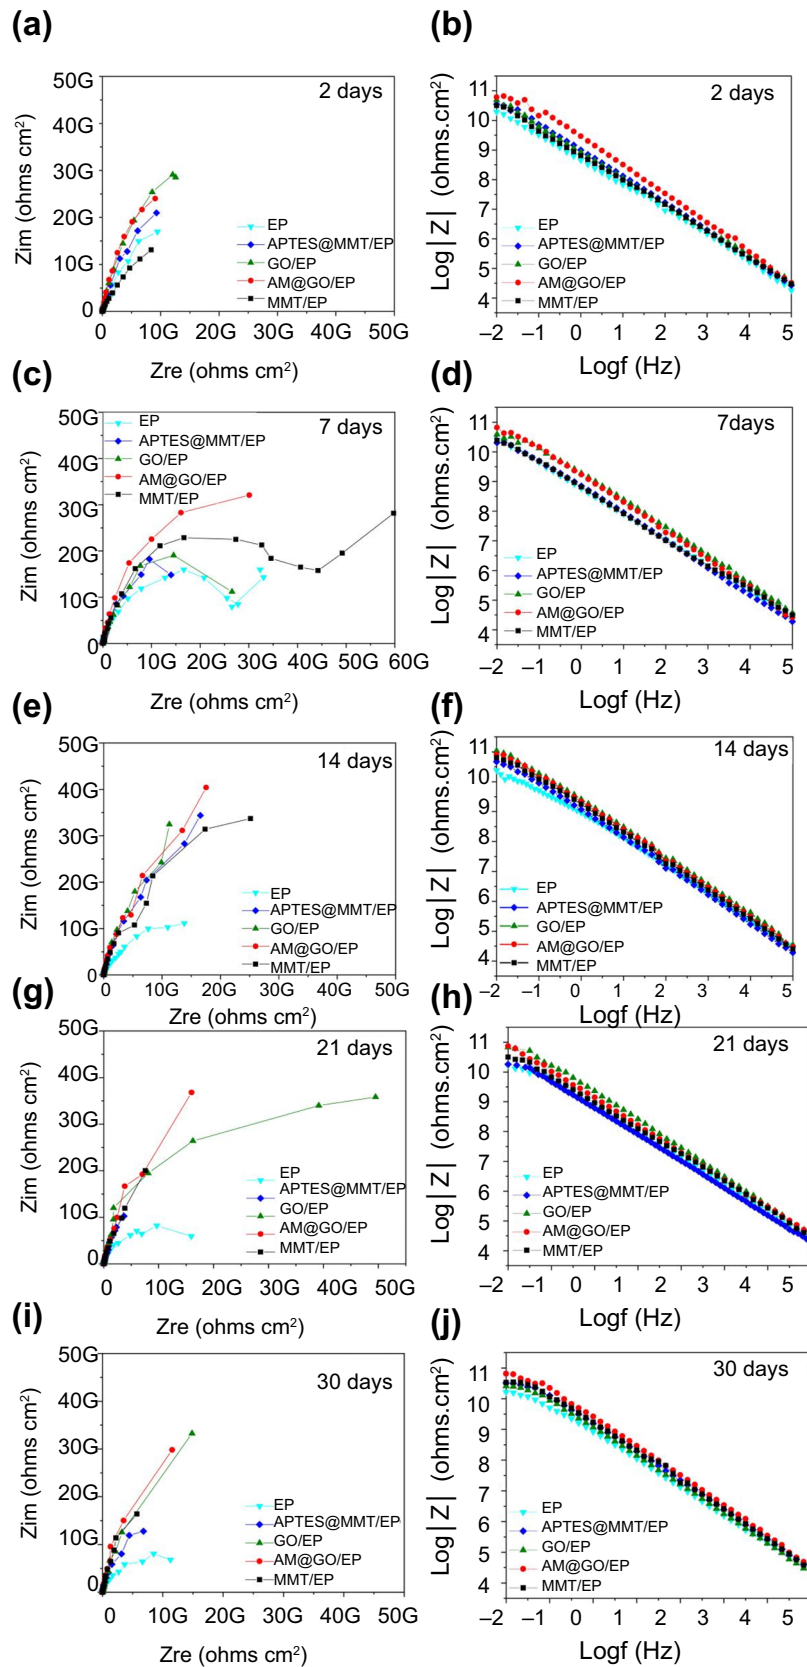 (a)
50G
40G
30G
20G
10G
0
Zim (ohms cm²)
2 days
EP
APTES@MMT/EP
GO/EP
AM@GO/EP
MMT/EP
0 10G 20G 30G 40G 50G
Zre (ohms cm²)
(b)
11
10
9
8
7
6
5
4
Log|Z| (ohms.cm²)
2 days
EP
APTES@MMT/EP
GO/EP
AM@GO/EP
MMT/EP
−2 −1 0 1 2 3 5
Logf (Hz)
(c)
50G
40G
30G
20G
10G
0
Zim (ohms cm²)
7 days
EP
APTES@MMT/EP
GO/EP
AM@GO/EP
MMT/EP
0 10G 20G 30G 40G 50G 60G
Zre (ohms cm²)
(d)
11
10
9
8
7
6
5
4
Log|Z| (ohms.cm²)
7days
EP
APTES@MMT/EP
GO/EP
AM@GO/EP
MMT/EP
−2 −1 0 1 2 3 5
Logf (Hz)
(e)
50G
40G
30G
20G
10G
0
Zim (ohms cm²)
14 days
EP
APTES@MMT/EP
GO/EP
AM@GO/EP
MMT/EP
0 10G 20G 30G 40G 50G
Zre (ohms cm²)
(f)
11
10
9
8
7
6
5
4
Log|Z| (ohms.cm²)
14 days
EP
APTES@MMT/EP
GO/EP
AM@GO/EP
MMT/EP
−2 −1 0 1 2 3 5
Logf (Hz)
(g)
50G
40G
30G
20G
10G
0
Zim (ohms cm²)
21 days
EP
APTES@MMT/EP
GO/EP
AM@GO/EP
MMT/EP
0 10G 20G 30G 40G 50G
Zre (ohms cm²)
(h)
11
10
9
8
7
6
5
4
Log|Z| (ohms.cm²)
21 days
EP
APTES@MMT/EP
GO/EP
AM@GO/EP
MMT/EP
−2 −1 0 1 2 3 5
Logf (Hz)
(i)
50G
40G
30G
20G
10G
0
Zim (ohms cm²)
30 days
EP
APTES@MMT/EP
GO/EP
AM@GO/EP
MMT/EP
0 10G 20G 30G 40G 50G
Zre (ohms cm²)
(j)
11
10
9
8
7
6
5
4
Log|Z| (ohms.cm²)
30 days
EP
APTES@MMT/EP
GO/EP
AM@GO/EP
MMT/EP
−2 −1 0 1 2 3 5
Logf (Hz)